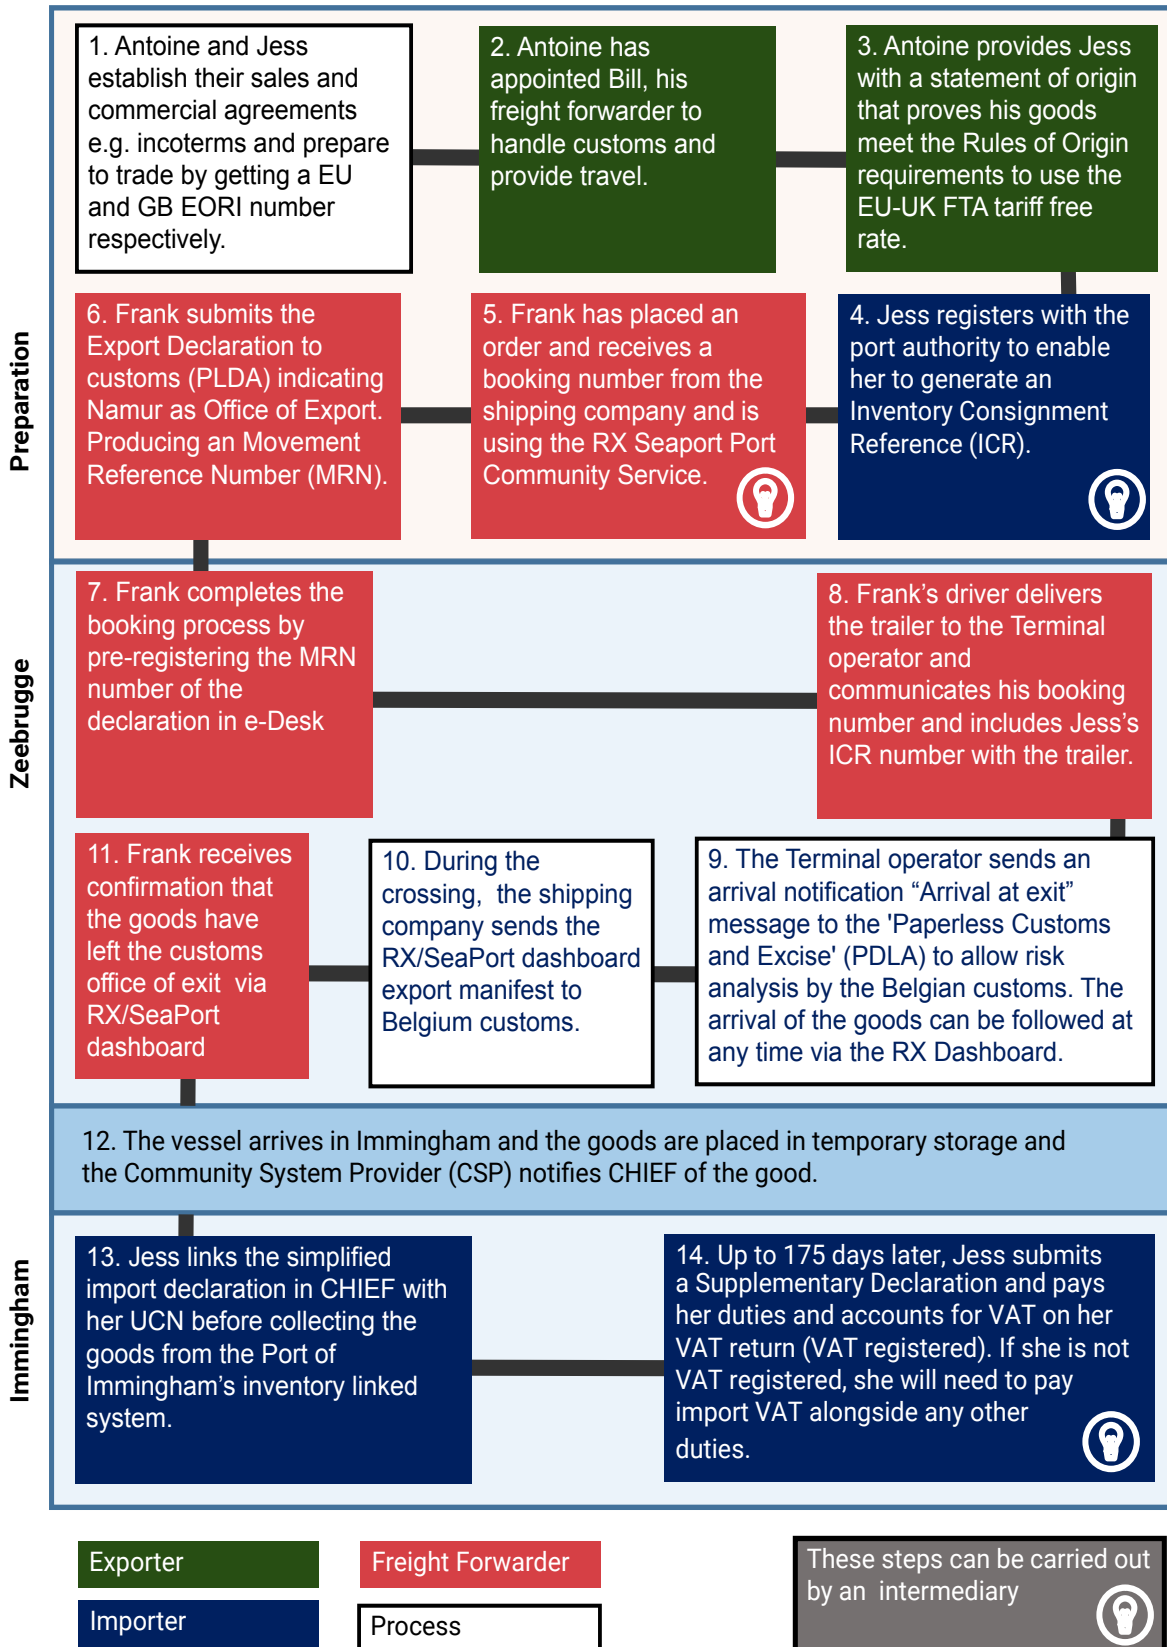 1. Antoine and Jess
establish their sales and
commercial agreements
e.g. incoterms and prepare
to trade by getting a EU
and GB EORI number
respectively.
2. Antoine has
appointed Bill, his
freight forwarder to
handle customs and
provide travel.
3. Antoine provides Jess
with a statement of origin
that proves his goods
meet the Rules of Origin
requirements to use the
EU-UK FTA tariff free
rate.
Preparation
6. Frank submits the
Export Declaration to
customs (PLDA) indicating
Namur as Office of Export.
Producing an Movement
Reference Number (MRN).
5. Frank has placed an
order and receives a
booking number from the
shipping company and is
using the RX Seaport Port
Community Service.
4. Jess registers with the
port authority to enable
her to generate an
Inventory Consignment
Reference (ICR).
Zeebrugge
7. Frank completes the
booking process by
pre-registering the MRN
number of the
declaration in e-Desk
8. Frank's driver delivers
the trailer to the Terminal
operator and
communicates his booking
number and includes Jess's
ICR number with the trailer.
11. Frank receives
confirmation that
the goods have
left the customs
office of exit via
RX/SeaPort
dashboard
10. During the
crossing, the shipping
company sends the
RX/SeaPort dashboard
export manifest to
Belgium customs.
9. The Terminal operator sends an
arrival notification “Arrival at exit”
message to the 'Paperless Customs
and Excise' (PDLA) to allow risk
analysis by the Belgian customs. The
arrival of the goods can be followed at
any time via the RX Dashboard.
12. The vessel arrives in Immingham and the goods are placed in temporary storage and
the Community System Provider (CSP) notifies CHIEF of the good.
Immingham
13. Jess links the simplified
import declaration in CHIEF with
her UCN before collecting the
goods from the Port of
Immingham's inventory linked
system.
14. Up to 175 days later, Jess submits
a Supplementary Declaration and pays
her duties and accounts for VAT on her
VAT return (VAT registered). If she is not
VAT registered, she will need to pay
import VAT alongside any other
duties.
Exporter
Freight Forwarder
Importer
Process
These steps can be carried out
by an intermediary